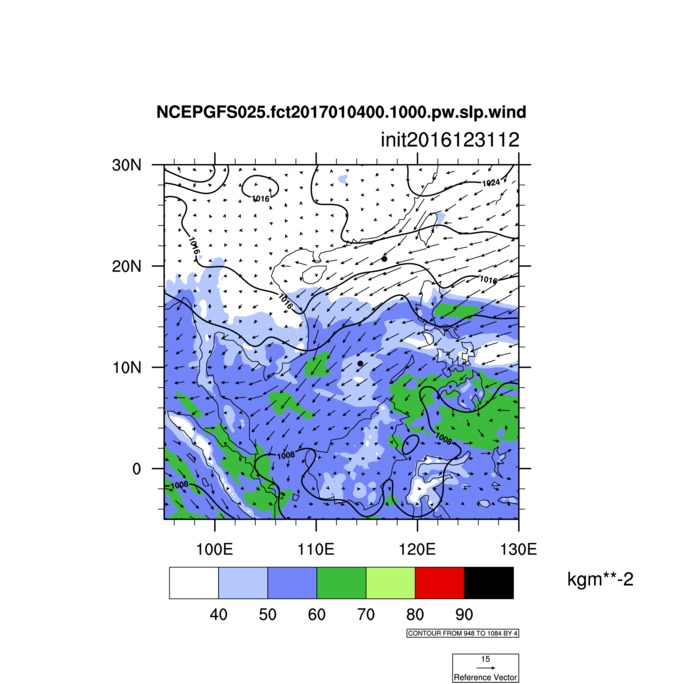 NCEPGFS025.fct2017010400.1000.pw.slp.wind
init2016123112
30N
20N
10N
0
1024
1016
1016
1016
1016
1008
1008
1008
100E 110E 120E 130E
40 50 60 70 80 90
kgm**-2
CONTOUR FROM 948 TO 1084 BY 4
15
Reference Vector